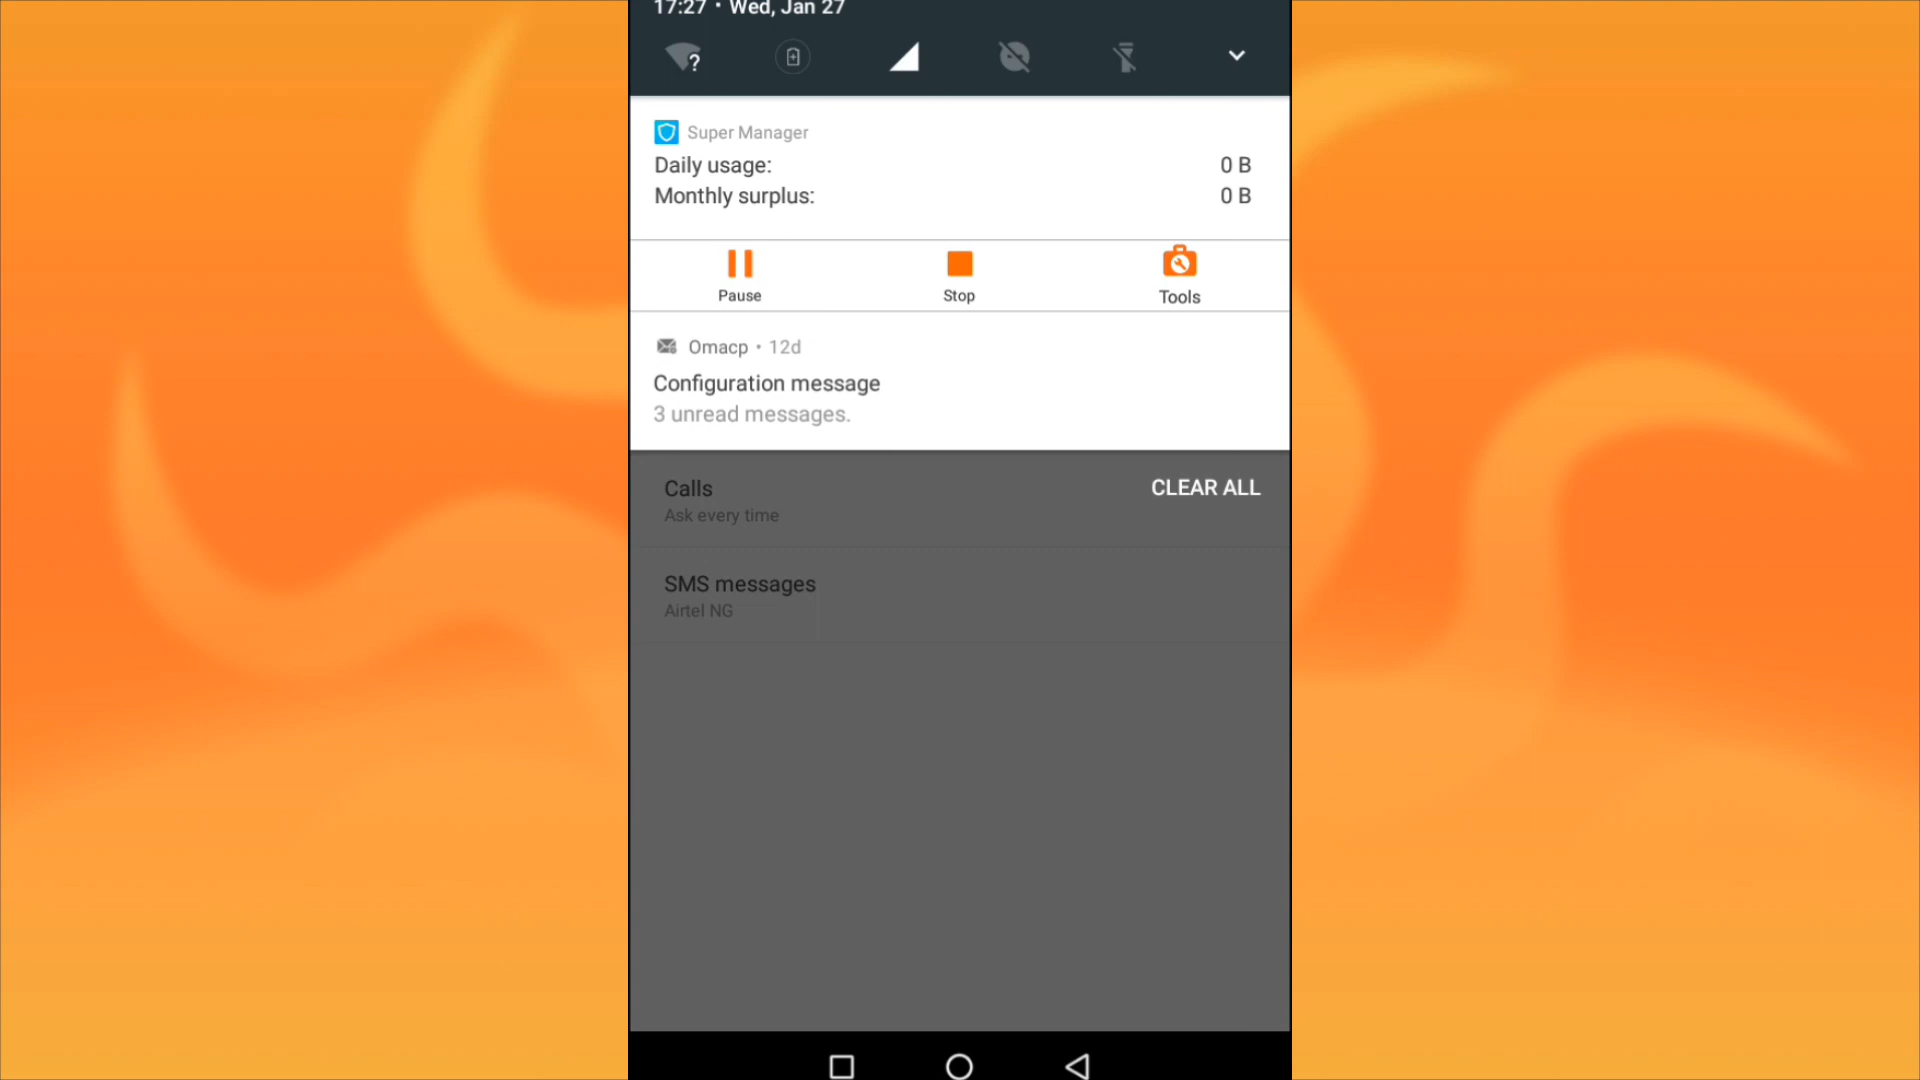 17:27 • Wed, Jan 27
?
Super Manager
Daily usage: 0 B
Monthly surplus: 0 B
Pause Stop Tools
Omacp • 12d
Configuration message
3 unread messages.
Calls CLEAR ALL
Ask every time
SMS messages
Airtel NG